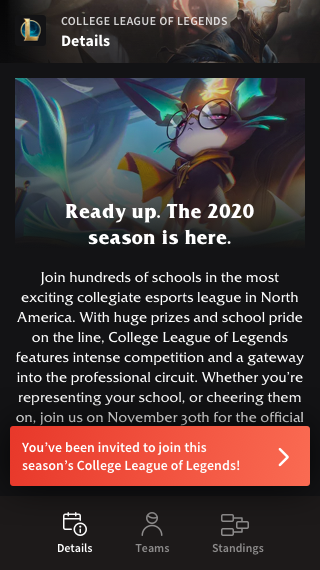 COLLEGE LEAGUE OF LEGENDS
Details
Ready up. The 2020
season is here.
Join hundreds of schools in the most
exciting collegiate esports league in North
America. With huge prizes and school pride
on the line, College League of Legends
features intense competition and a gateway
into the professional circuit. Whether you're
representing your school, or cheering them
on, join us on November 30th for the official
You've been invited to join this
season's College League of Legends!
Details
Teams
Standings